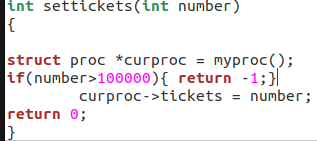 int settickets(int number)
{
struct proc *curproc = myproc();
if(number>100000){ return -1;}
curproc->tickets = number;
return 0;
}